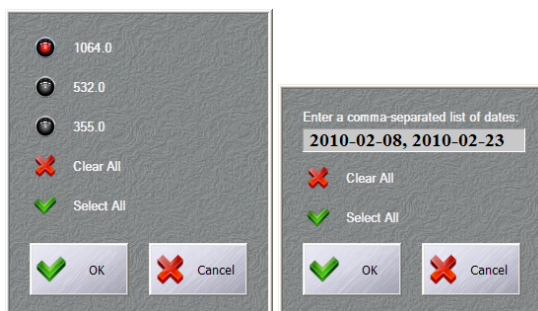 1064.0
532.0
355.0
Clear All
Select All
OK Cancel
Enter a comma-separated list of dates:
2010-02-08, 2010-02-23
Clear All
Select All
OK Cancel